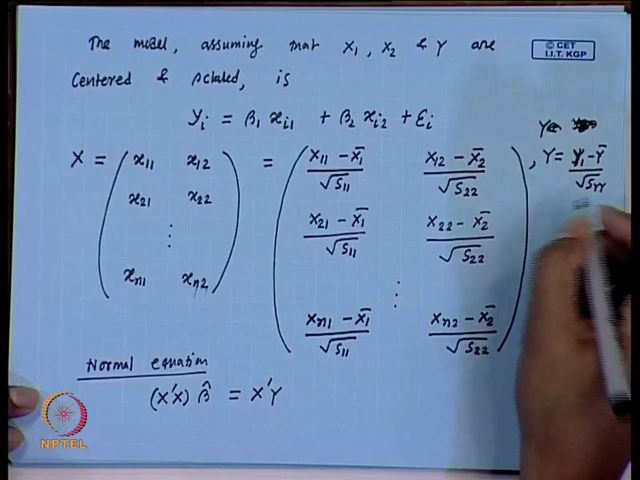 The model, assuming that X1, X2 & Y are
Centered & scaled, is
© CET
I.I.T. KGP
yi = β1 xi1 + β2 xi2 + εi
X = ( x11 x12 ) = ( (X11 − X̄1)/√S11 (X12 − X̄2)/√S22 ), Y = (Y1 − Ȳ)/√SYY
x21 x22 (X21 − X̄1)/√S11 (X22 − X̄2)/√S22
⋮ ⋮
xn1 xn2 (Xn1 − X̄1)/√S11 (Xn2 − X̄2)/√S22
Normal equation
(X'X) β̂ = X'Y
NPTEL